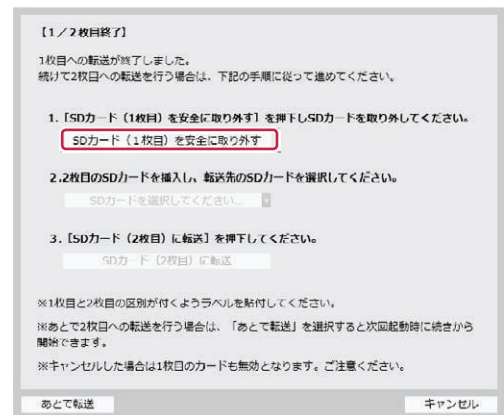 【1/2枚目終了】
1枚目への転送が終了しました。
続けて2枚目への転送を行う場合は、下記の手順に従って進めてください。
1.[SDカード(1枚目)を安全に取り外す]を押下しSDカードを取り外してください。
SDカード(1枚目)を安全に取り外す
2.2枚目のSDカードを挿入し、転送先のSDカードを選択してください。
SDカードを選択してください...
3.[SDカード(2枚目)に転送]を押下してください。
SDカード(2枚目)に転送
※1枚目と2枚目の区別が付くようラベルを貼付してください。
※あとで2枚目への転送を行う場合は、「あとで転送」を選択すると次回起動時に続きから
開始できます。
※キャンセルした場合は1枚目のカードも無効となります。ご注意ください。
あとで転送
キャンセル